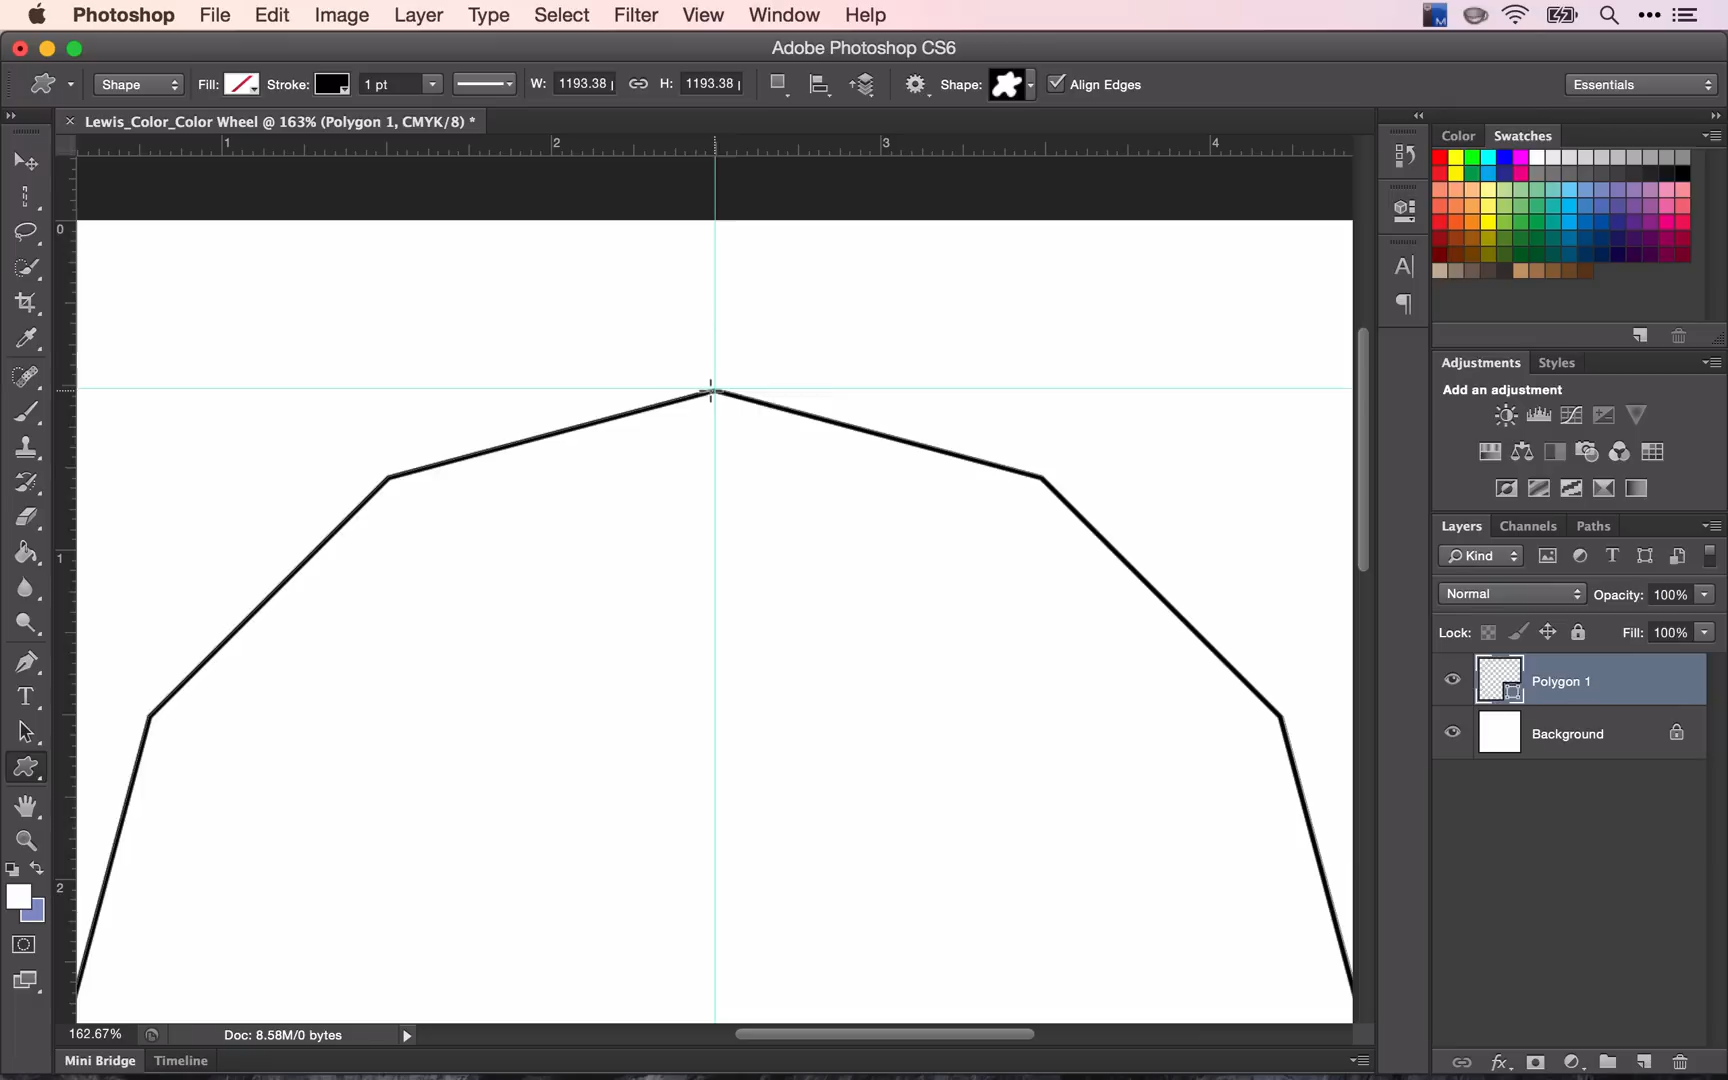 Photoshop File Edit Image Layer Type Select Filter View Window Help
Adobe Photoshop CS6
Shape Fill: Stroke: 1 pt W: 1193.38 H: 1193.38 Shape: Align Edges Essentials
Lewis_Color_Color Wheel @ 163% (Polygon 1, CMYK/8) *
1 2 3 4
0
1
2
Color Swatches
Adjustments Styles
Add an adjustment
Layers Channels Paths
Kind
Normal Opacity: 100%
Lock: Fill: 100%
Polygon 1
Background
162.67% Doc: 8.58M/0 bytes
Mini Bridge Timeline